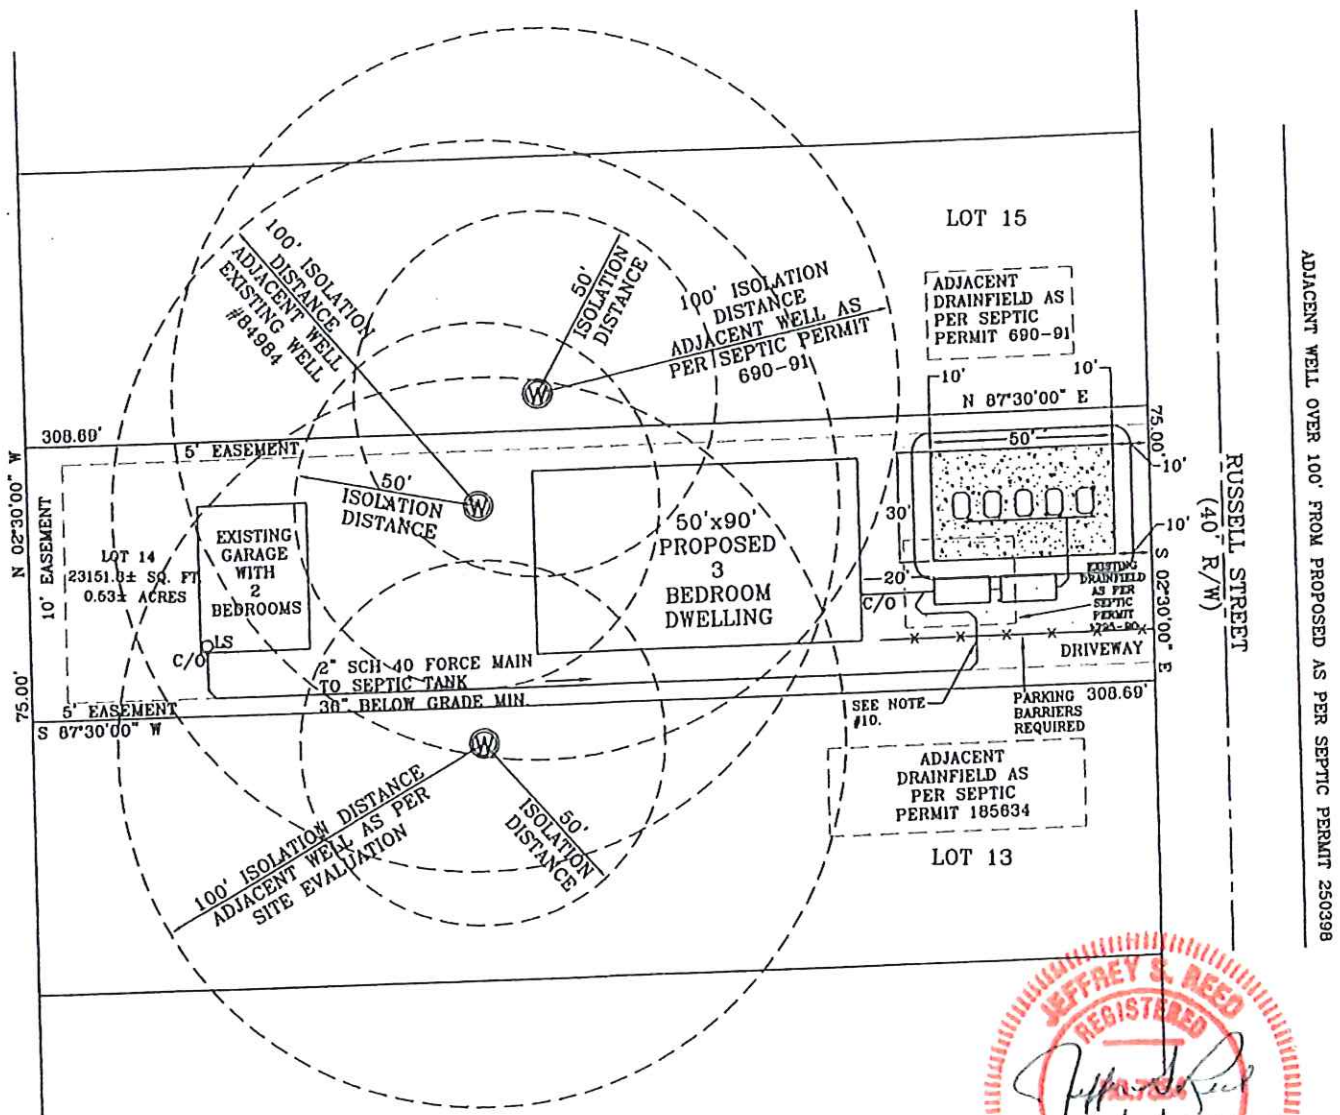 LOT 15
100' ISOLATION
DISTANCE
ADJACENT WELL
EXISTING WELL
#84984
50'
ISOLATION
DISTANCE
100' ISOLATION
DISTANCE
ADJACENT WELL AS
PER SEPTIC PERMIT
690-91
ADJACENT
DRAINFIELD AS
PER SEPTIC
PERMIT 690-91
10'
10'
N 87°30'00" E
308.69'
5' EASEMENT
50'
75.00'
10'
N 02°30'00" W
10' EASEMENT
LOT 14
23151.8± SQ. FT.
0.53± ACRES
EXISTING
GARAGE
WITH
2
BEDROOMS
50'
ISOLATION
DISTANCE
W
W
W
50'x90'
PROPOSED
3
BEDROOM
DWELLING
30'
10'
20'
C/O
EXISTING
DRAINFIELD
AS PER
SEPTIC
PERMIT
S 02°30'00" E
RUSSELL STREET
(40' R/W)
LS
C/O
2" SCH 40 FORCE MAIN
TO SEPTIC TANK
36" BELOW GRADE MIN.
DRIVEWAY
75.00'
5' EASEMENT
S 87°30'00" W
SEE NOTE
#10.
PARKING
BARRIERS
REQUIRED
308.69'
ADJACENT
DRAINFIELD AS
PER SEPTIC
PERMIT 185634
LOT 13
100' ISOLATION DISTANCE
ADJACENT WELL AS PER
SITE EVALUATION
50'
ISOLATION
DISTANCE
ADJACENT WELL OVER 100' FROM PROPOSED AS PER SEPTIC PERMIT 250398
JEFFREY S. REED
REGISTERED